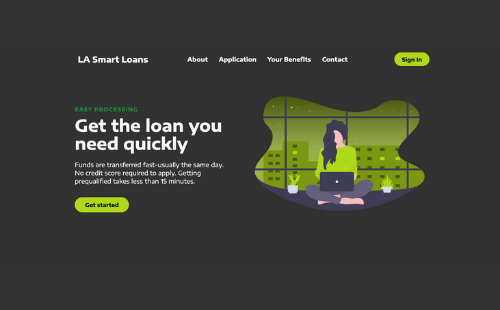 LA Smart Loans
About Application Your Benefits Contact
Sign In
EASY PROCESSING
Get the loan you
need quickly
Funds are transferred fast-usually the same day.
No credit score required to apply. Getting
prequalified takes less than 15 minutes.
Get started